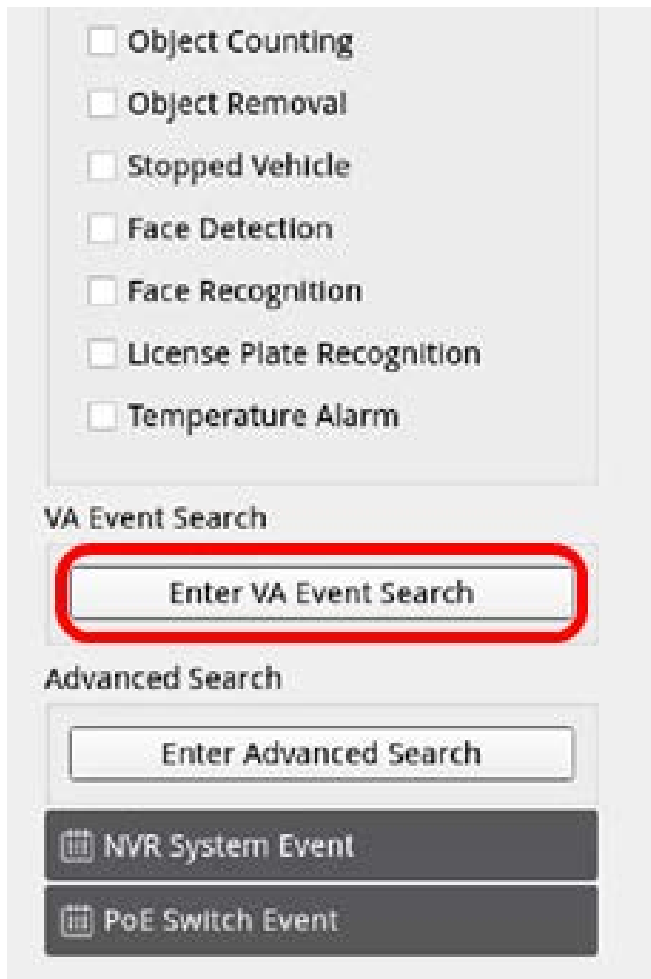 Object Counting
Object Removal
Stopped Vehicle
Face Detection
Face Recognition
License Plate Recognition
Temperature Alarm
VA Event Search
Enter VA Event Search
Advanced Search
Enter Advanced Search
NVR System Event
PoE Switch Event